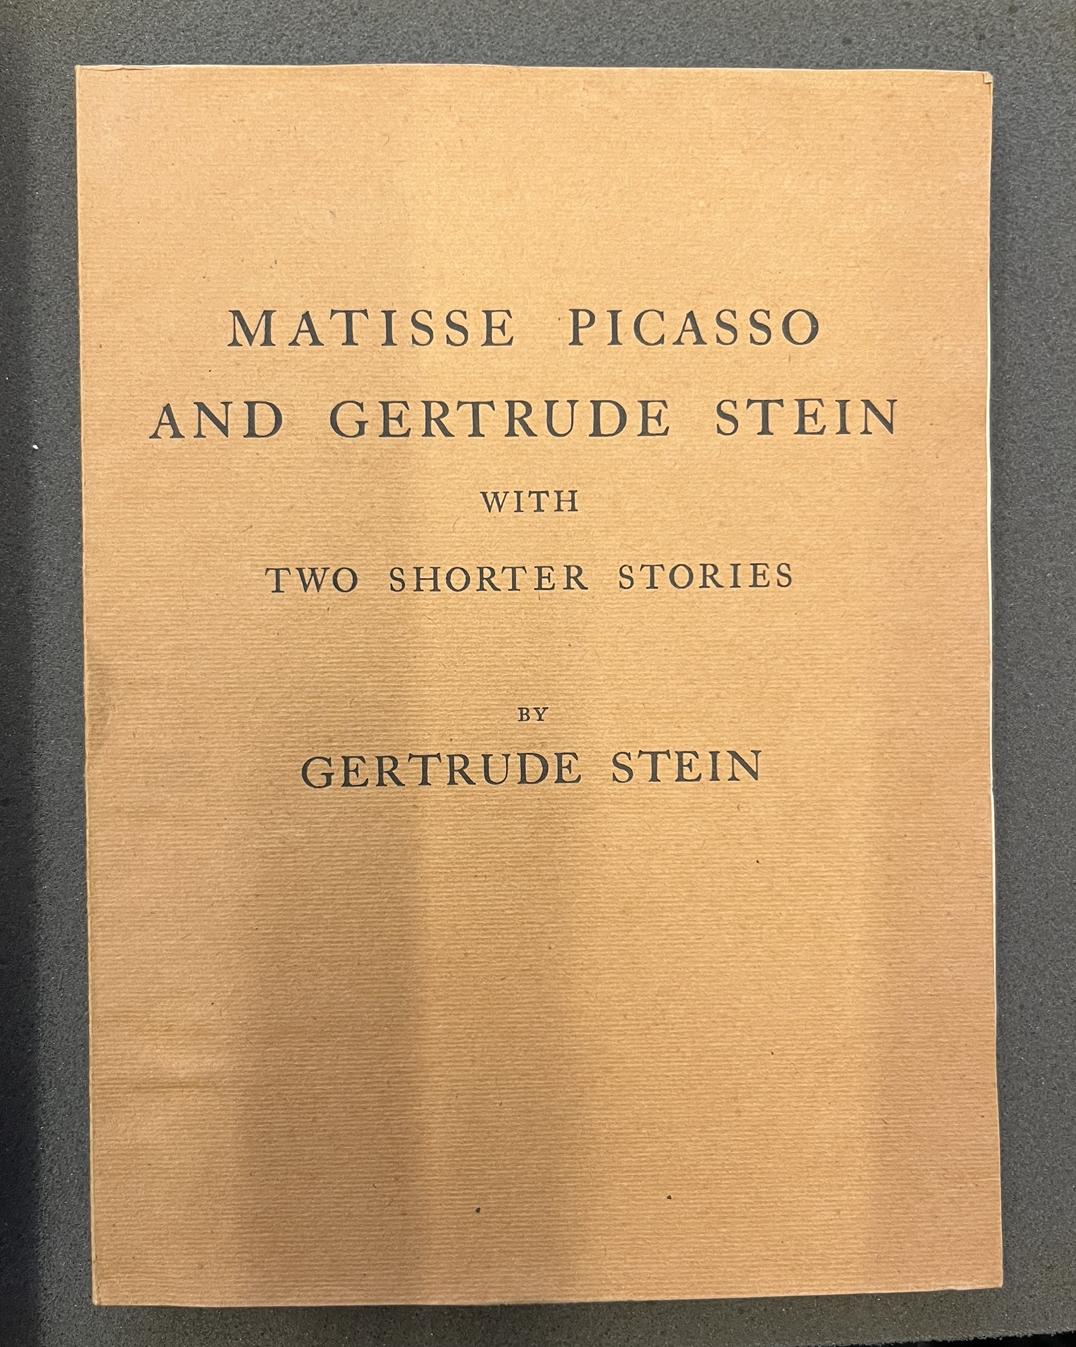 MATISSE PICASSO
AND GERTRUDE STEIN
WITH
TWO SHORTER STORIES
BY
GERTRUDE STEIN